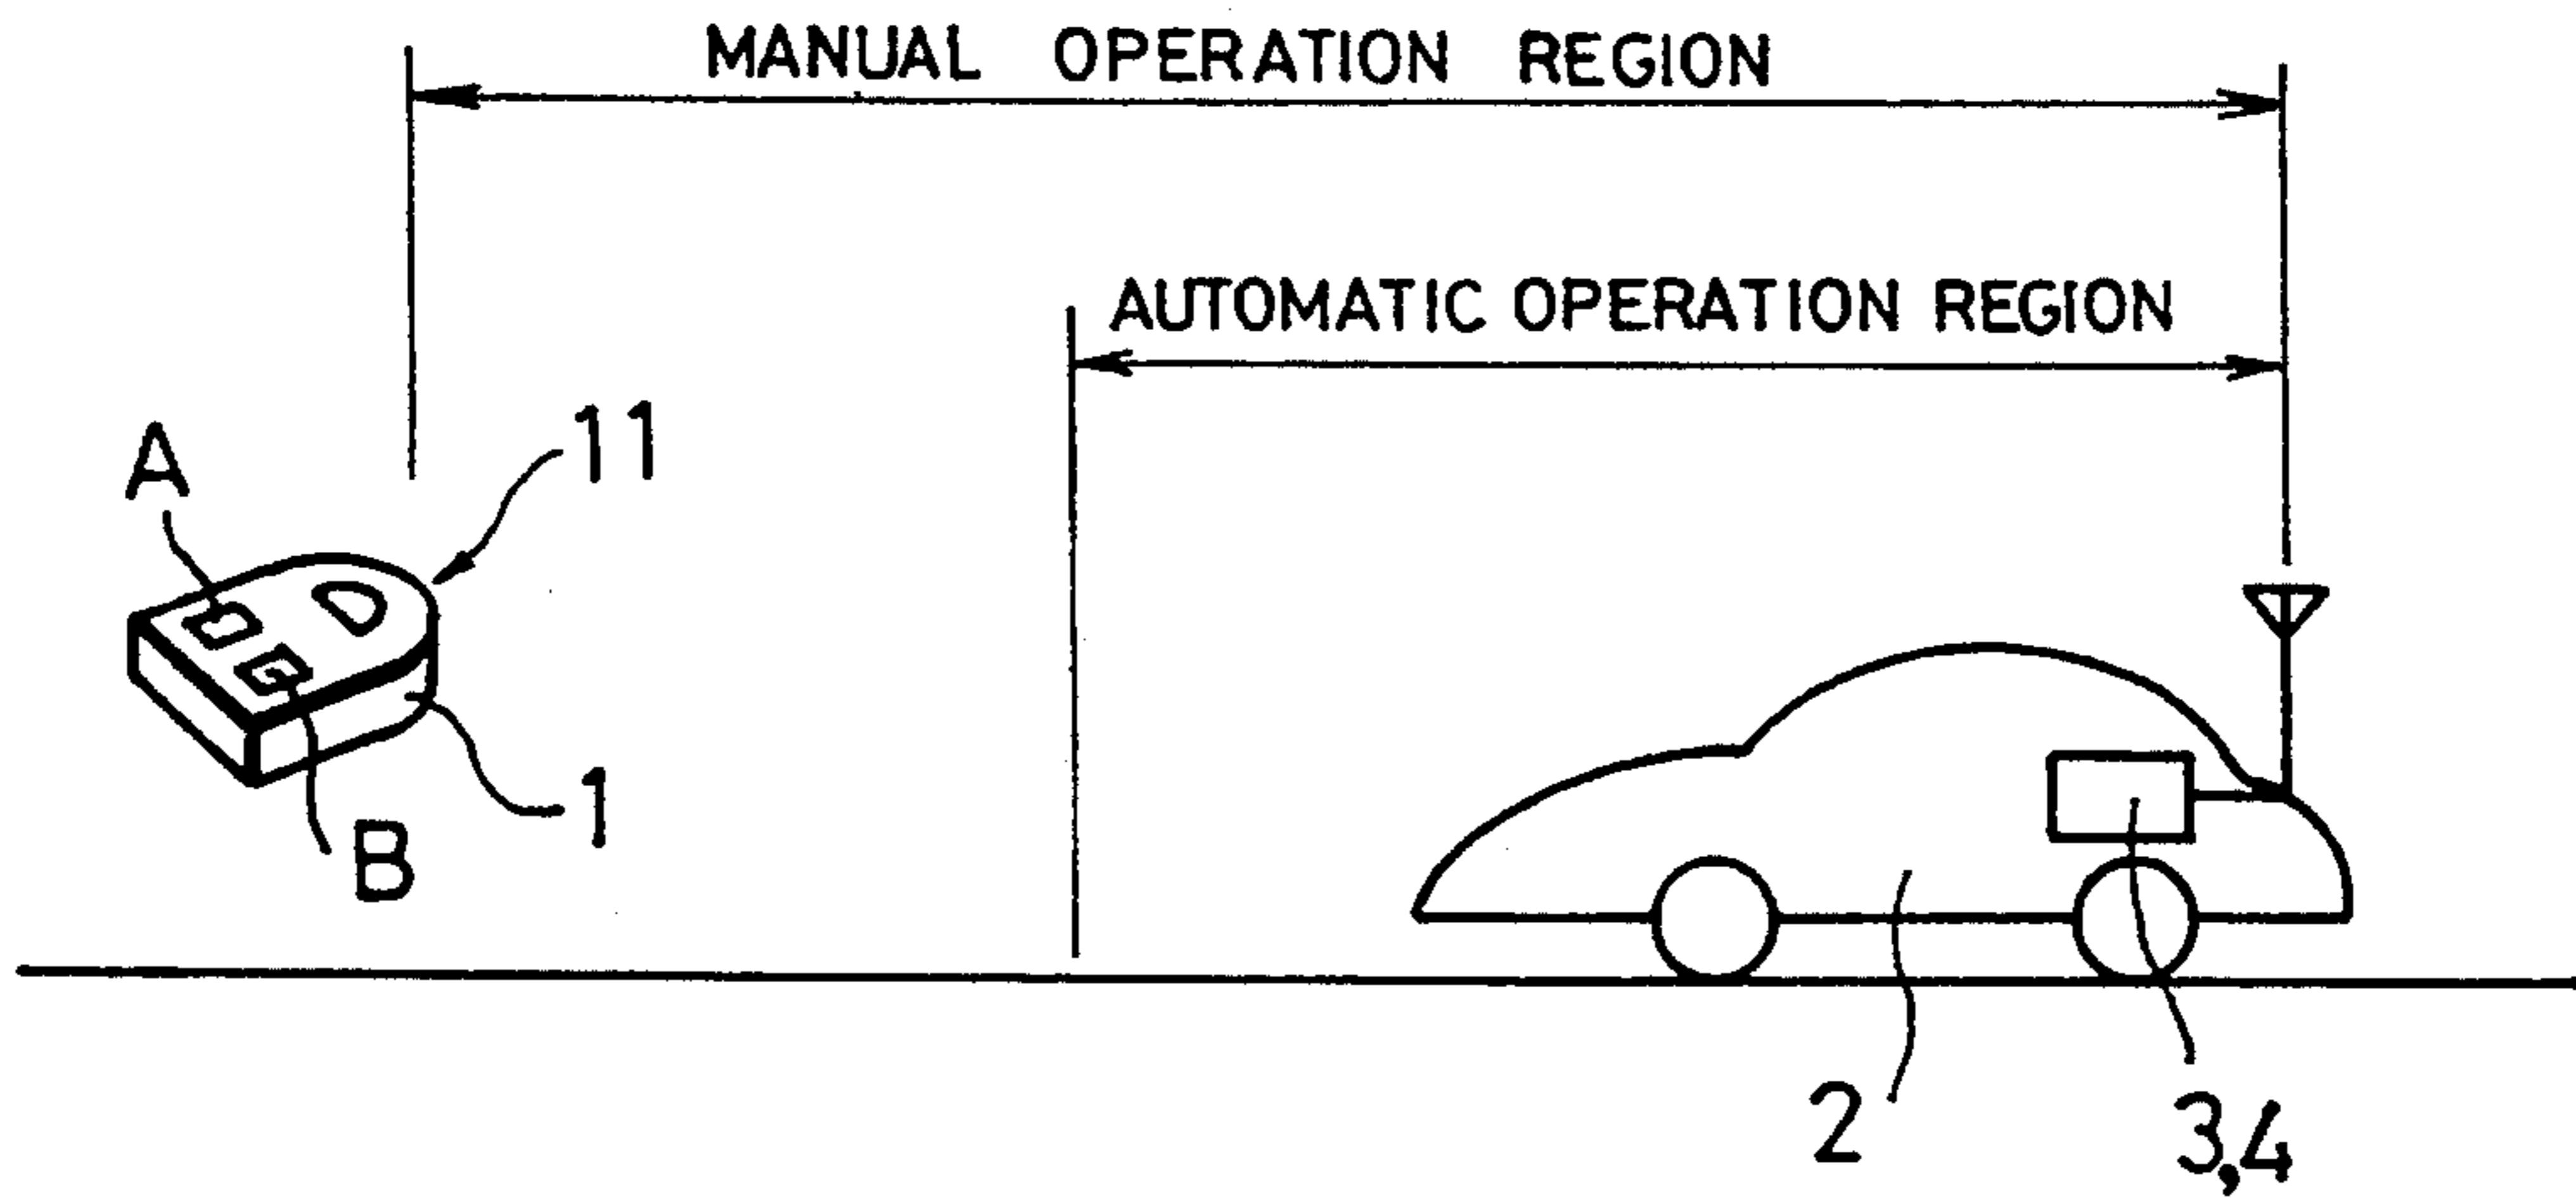 MANUAL OPERATION REGION
AUTOMATIC OPERATION REGION
A
11
1
B
2
3,4